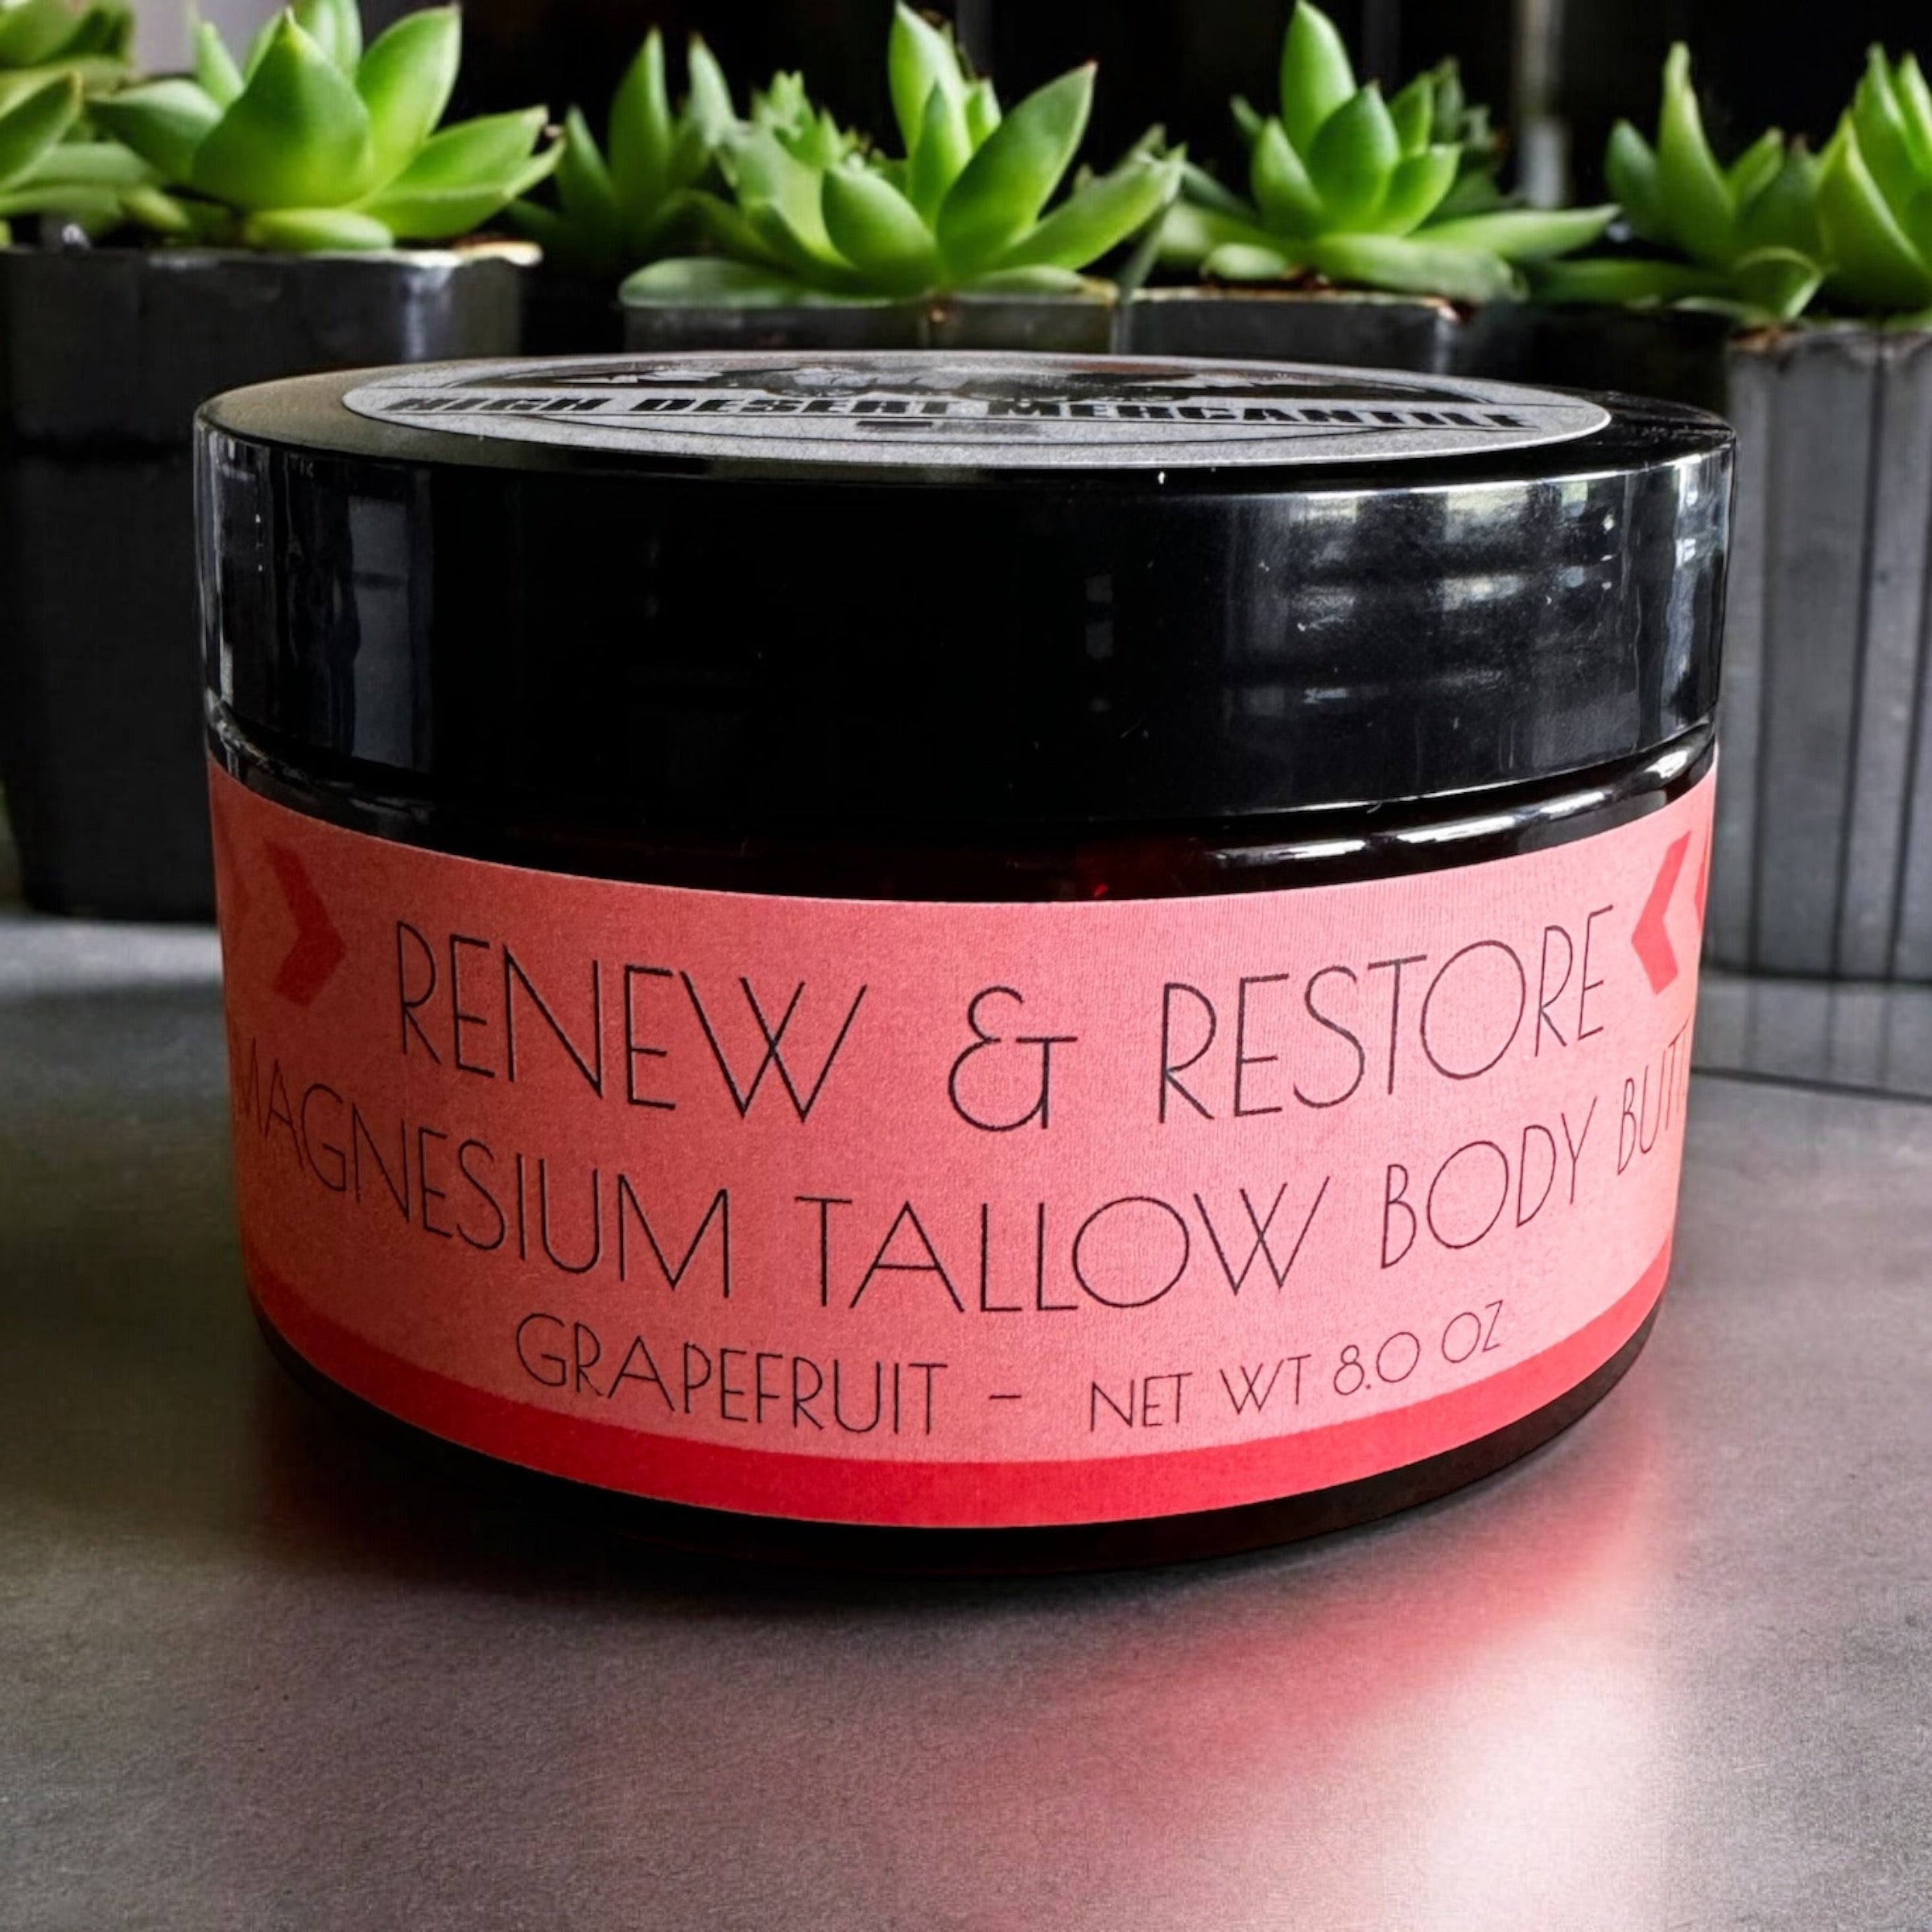 HIGH DESERT MERCANTILE
RENEW & RESTORE
MAGNESIUM TALLOW BODY BUTT
GRAPEFRUIT - NET WT 8.0 OZ